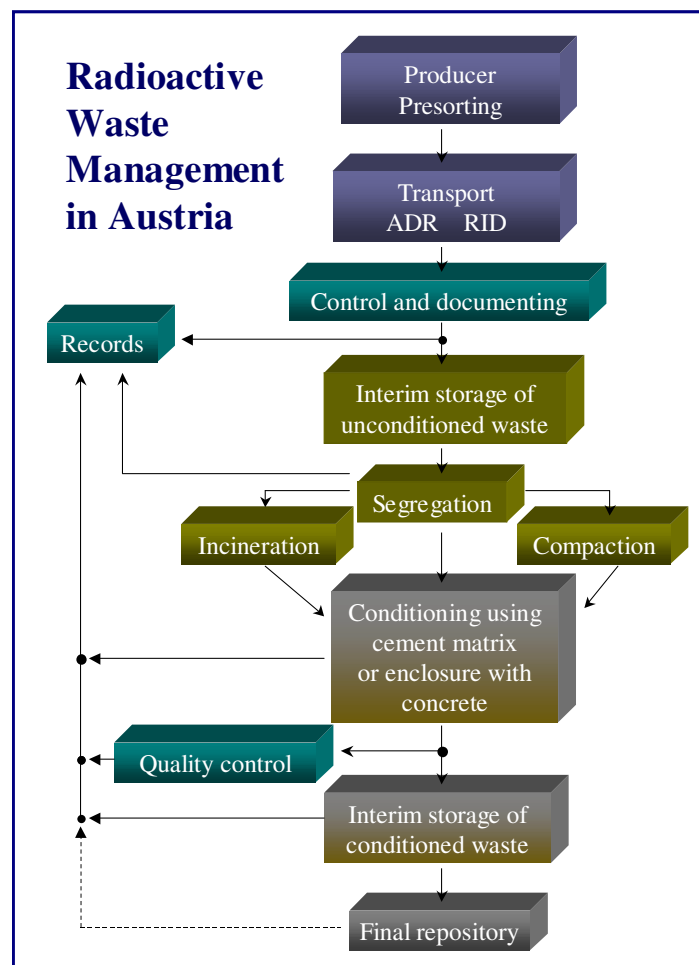 Radioactive
Waste
Management
in Austria
Producer
Presorting
Transport
ADR RID
Control and documenting
Records
Interim storage of
unconditioned waste
Segregation
Incineration
Compaction
Conditioning using
cement matrix
or enclosure with
concrete
Quality control
Interim storage of
conditioned waste
Final repository